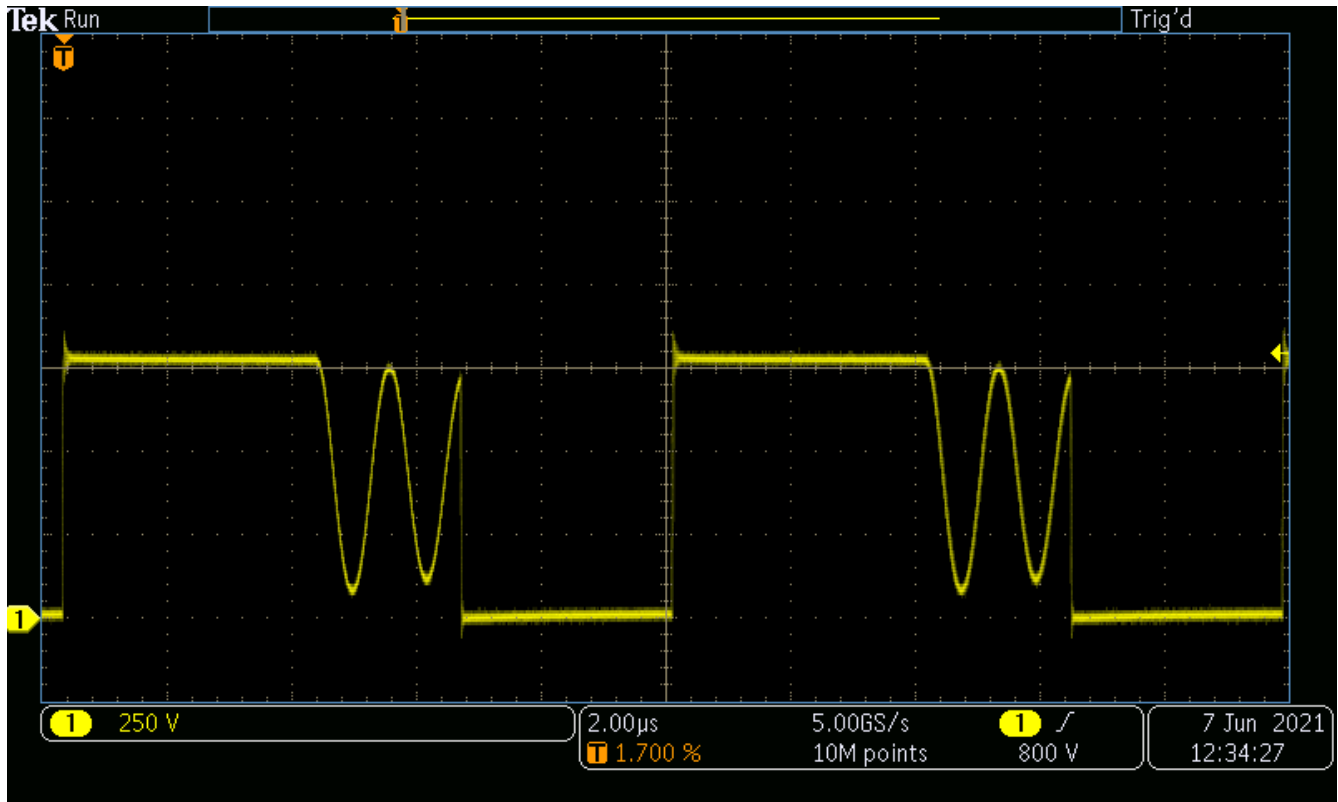 Tek Run Trig'd
T
T
1
1 250 V
2.00µs 5.00GS/s 1 7 Jun 2021
T 1.700 % 10M points 800 V 12:34:27